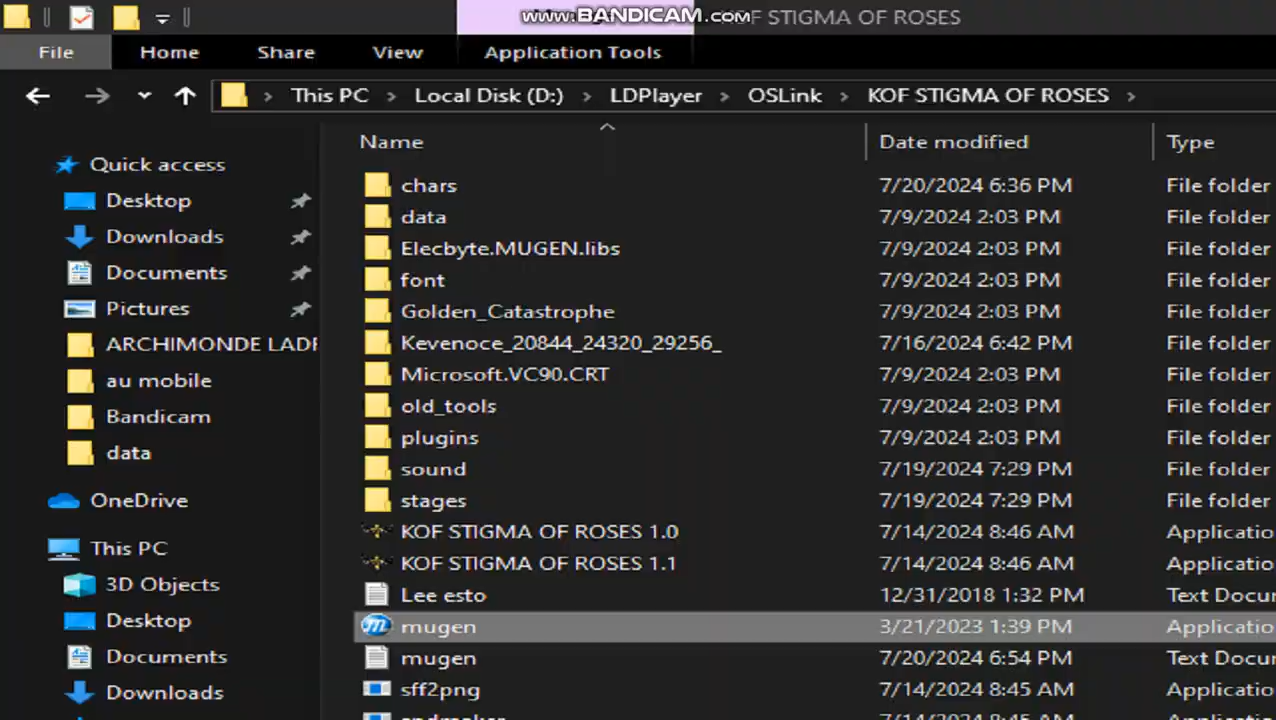 www.BANDICAM.com
OF STIGMA OF ROSES
File Home Share View Application Tools
This PC Local Disk (D:) LDPlayer OSLink KOF STIGMA OF ROSES
Name Date modified Type
Quick access
Desktop
Downloads
Documents
Pictures
ARCHIMONDE
au mobile
Bandicam
data
OneDrive
This PC
3D Objects
Desktop
Documents
Downloads
chars 7/20/2024 6:36 PM File folder
data 7/9/2024 2:03 PM File folder
Elecbyte.MUGEN.libs 7/9/2024 2:03 PM File folder
font 7/9/2024 2:03 PM File folder
Golden_Catastrophe 7/9/2024 2:03 PM File folder
Kevenoce_20844_24320_29256_ 7/16/2024 6:42 PM File folder
Microsoft.VC90.CRT 7/9/2024 2:03 PM File folder
old_tools 7/9/2024 2:03 PM File folder
plugins 7/9/2024 2:03 PM File folder
sound 7/19/2024 7:29 PM File folder
stages 7/19/2024 7:29 PM File folder
KOF STIGMA OF ROSES 1.0 7/14/2024 8:46 AM Applicatio
KOF STIGMA OF ROSES 1.1 7/14/2024 8:46 AM Applicatio
Lee esto 12/31/2018 1:32 PM Text Docu
mugen 3/21/2023 1:39 PM Applicatio
mugen 7/20/2024 6:54 PM Text Docu
sff2png 7/14/2024 8:45 AM Applicatio